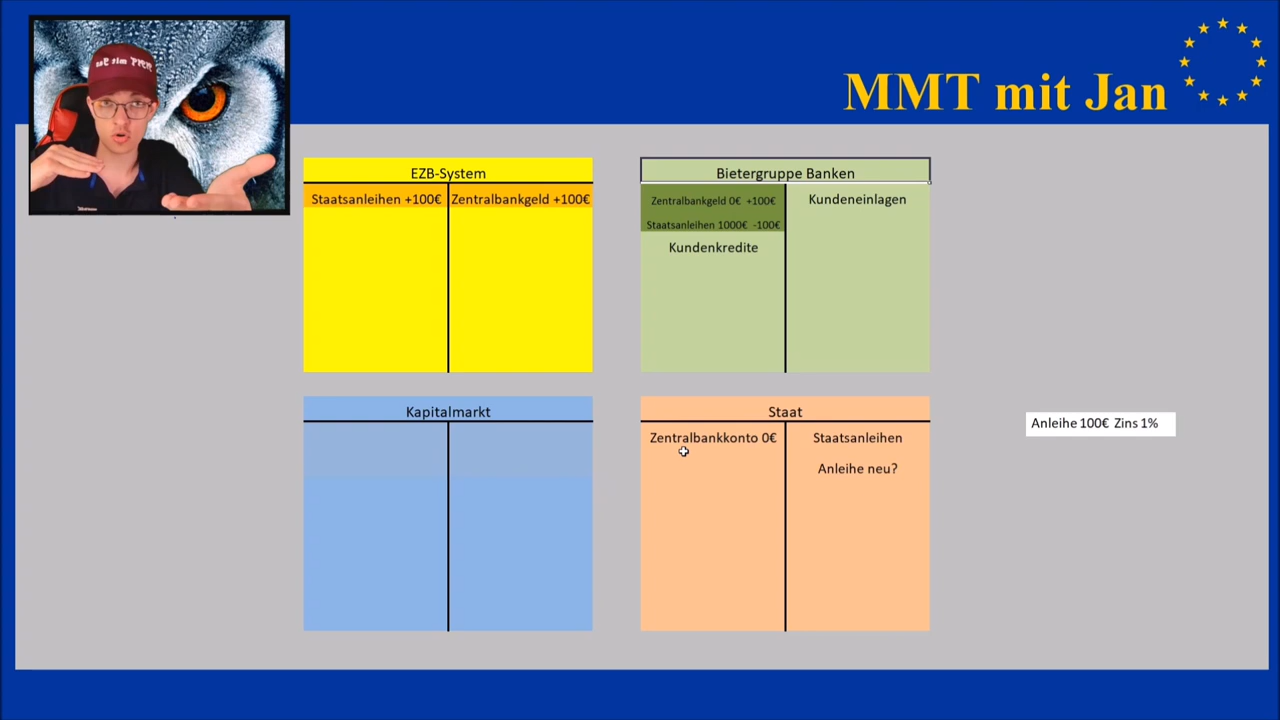 MMT mit Jan
EZB-System
Staatsanleihen +100€
Zentralbankgeld +100€
Bietergruppe Banken
Zentralbankgeld 0€ +100€
Kundeneinlagen
Staatsanleihen 1000€ -100€
Kundenkredite
Kapitalmarkt
Staat
Zentralbankkonto 0€
Staatsanleihen
Anleihe neu?
Anleihe 100€ Zins 1%